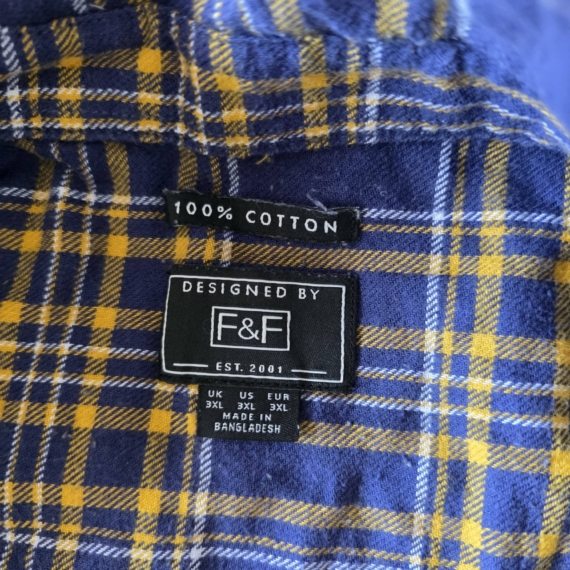 100% COTTON
DESIGNED BY
F&F
EST. 2001
UK US EUR
3XL 3XL 3XL
MADE IN
BANGLADESH